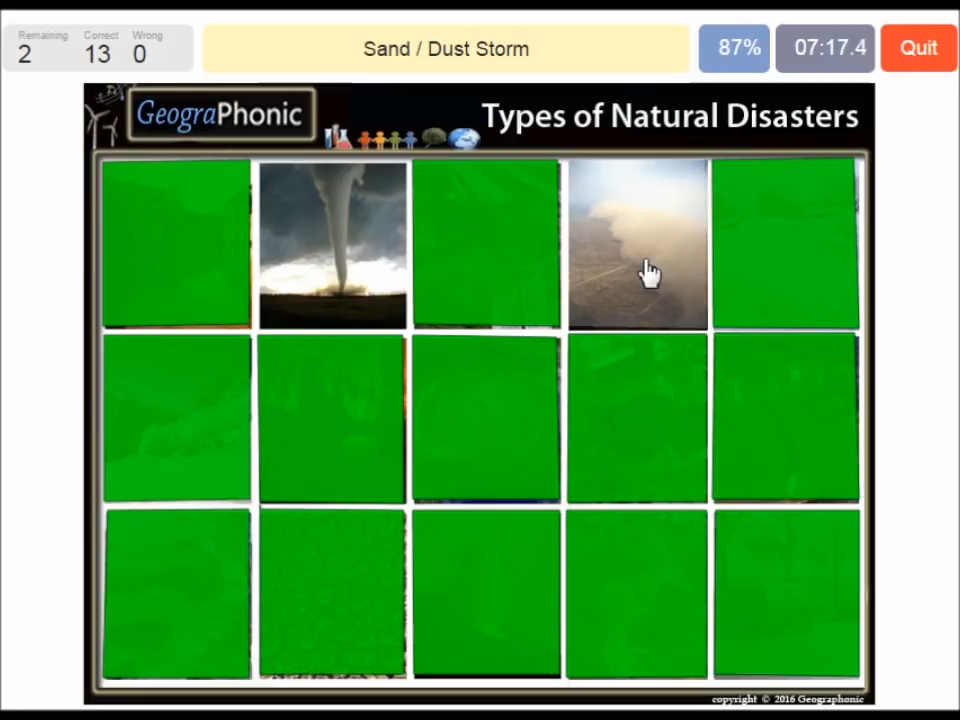 Remaining Correct Wrong
2 13 0
Sand / Dust Storm
87%
07:17.4
Quit
GeograPhonic
Types of Natural Disasters
copyright © 2016 Geographonic